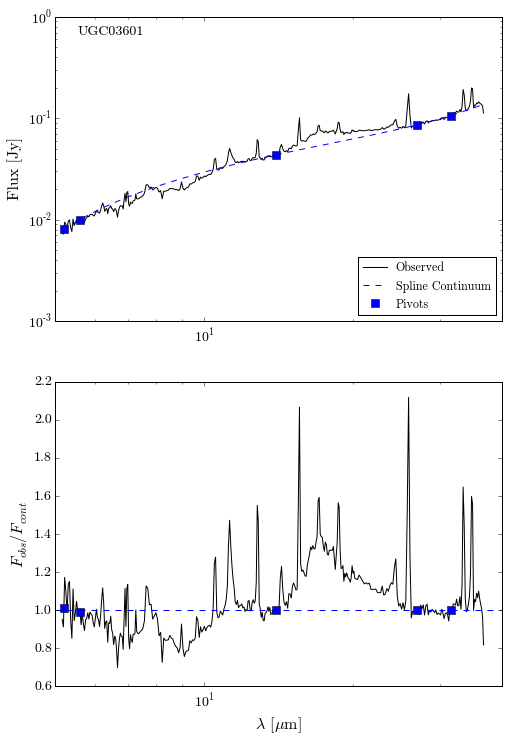 UGC03601
10^0
10^-1
10^-2
10^-3
Flux [Jy]
Observed
Spline Continuum
Pivots
10^1
2.2
2.0
1.8
1.6
1.4
1.2
1.0
0.8
0.6
F_obs/F_cont
10^1
λ [μm]